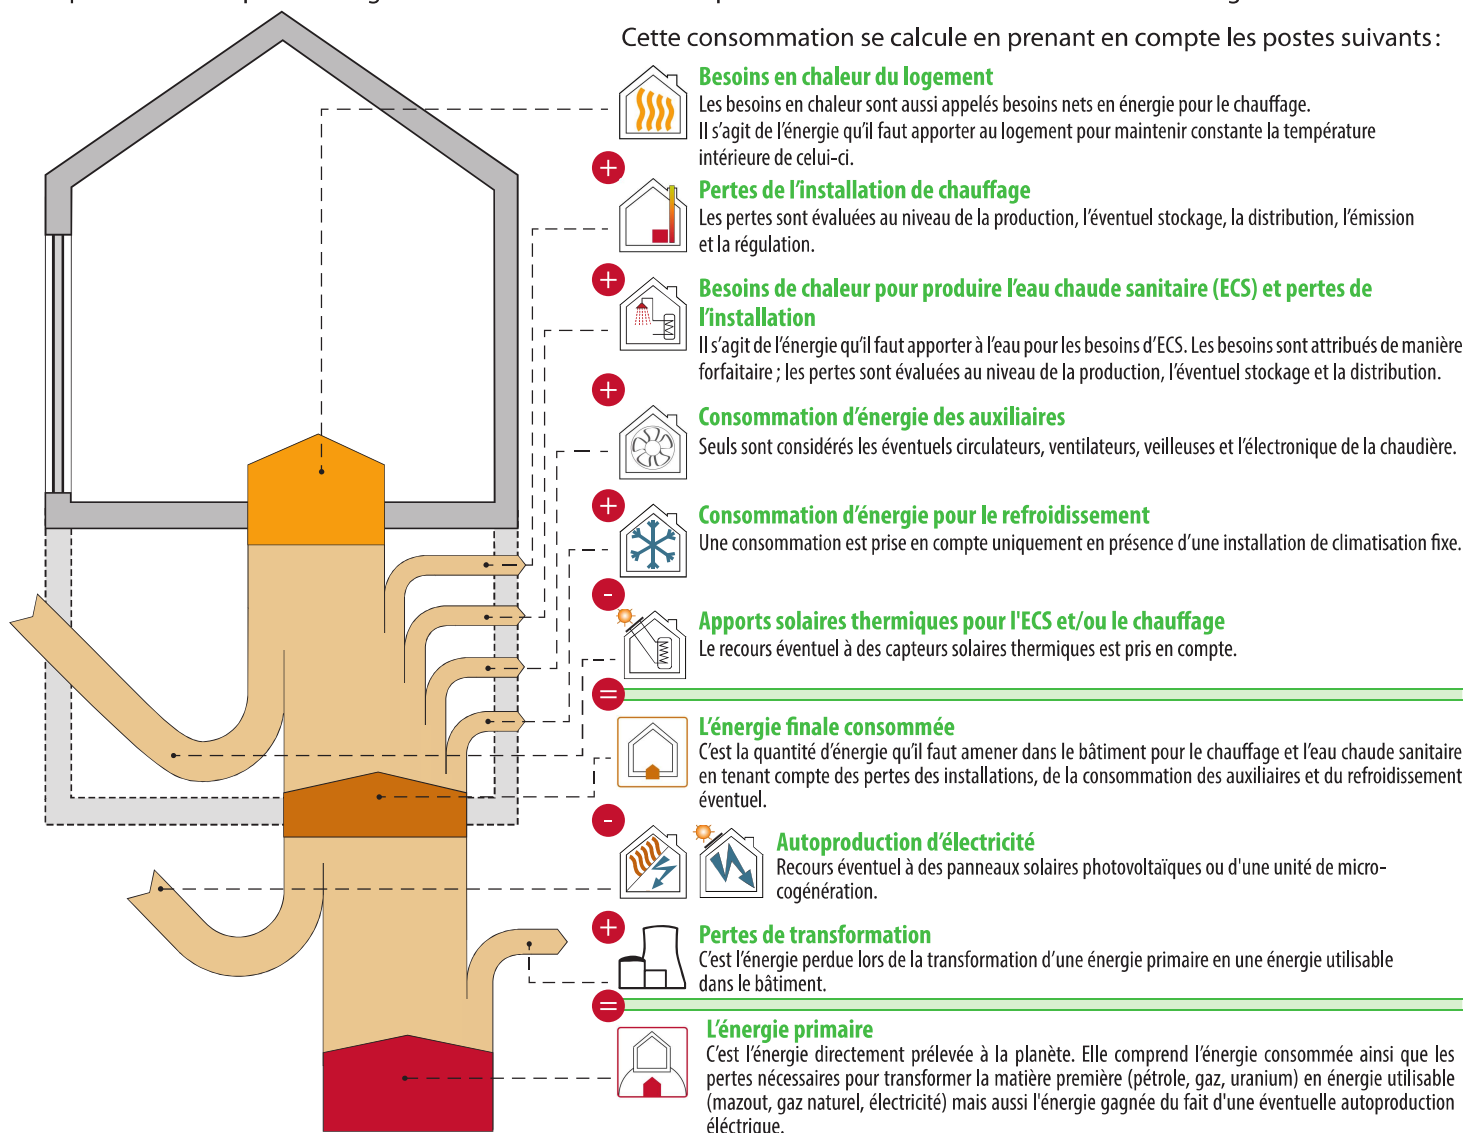 Cette consommation se calcule en prenant en compte les postes suivants :
Besoins en chaleur du logement
Les besoins en chaleur sont aussi appelés besoins nets en énergie pour le chauffage.
Il s'agit de l'énergie qu'il faut apporter au logement pour maintenir constante la température
intérieure de celui-ci.
+
Pertes de l'installation de chauffage
Les pertes sont évaluées au niveau de la production, l'éventuel stockage, la distribution, l'émission
et la régulation.
+
Besoins de chaleur pour produire l'eau chaude sanitaire (ECS) et pertes de
l'installation
Il s'agit de l'énergie qu'il faut apporter à l'eau pour les besoins d'ECS. Les besoins sont attribués de manière
forfaitaire ; les pertes sont évaluées au niveau de la production, l'éventuel stockage et la distribution.
+
Consommation d'énergie des auxiliaires
Seuls sont considérés les éventuels circulateurs, ventilateurs, veilleuses et l'électronique de la chaudière.
+
Consommation d'énergie pour le refroidissement
Une consommation est prise en compte uniquement en présence d'une installation de climatisation fixe.
-
Apports solaires thermiques pour l'ECS et/ou le chauffage
Le recours éventuel à des capteurs solaires thermiques est pris en compte.
=
L'énergie finale consommée
C'est la quantité d'énergie qu'il faut amener dans le bâtiment pour le chauffage et l'eau chaude sanitaire
en tenant compte des pertes des installations, de la consommation des auxiliaires et du refroidissement
éventuel.
-
Autoproduction d'électricité
Recours éventuel à des panneaux solaires photovoltaïques ou d'une unité de micro-
cogénération.
+
Pertes de transformation
C'est l'énergie perdue lors de la transformation d'une énergie primaire en une énergie utilisable
dans le bâtiment.
=
L'énergie primaire
C'est l'énergie directement prélevée à la planète. Elle comprend l'énergie consommée ainsi que les
pertes nécessaires pour transformer la matière première (pétrole, gaz, uranium) en énergie utilisable
(mazout, gaz naturel, électricité) mais aussi l'énergie gagnée du fait d'une éventuelle autoproduction
éléctrique.